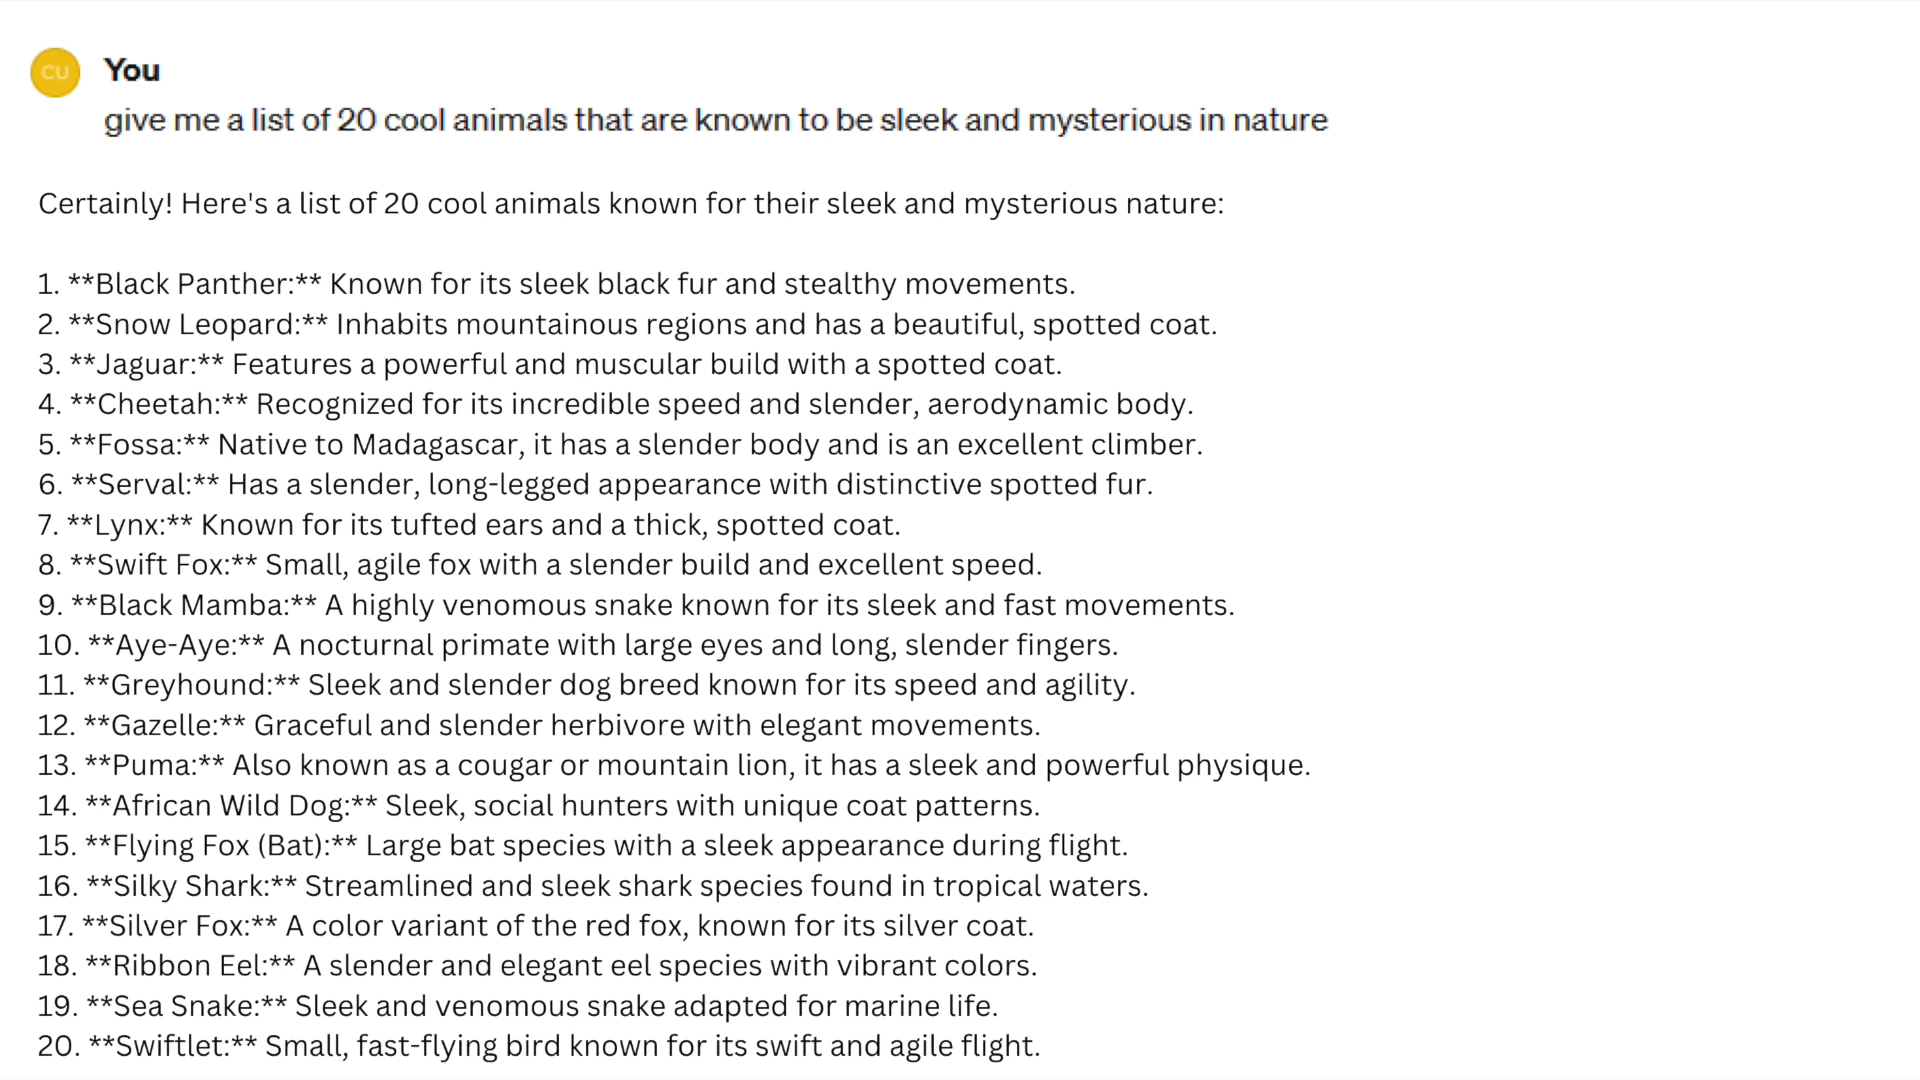 CU
You
give me a list of 20 cool animals that are known to be sleek and mysterious in nature
Certainly! Here's a list of 20 cool animals known for their sleek and mysterious nature:
1. **Black Panther:** Known for its sleek black fur and stealthy movements.
2. **Snow Leopard:** Inhabits mountainous regions and has a beautiful, spotted coat.
3. **Jaguar:** Features a powerful and muscular build with a spotted coat.
4. **Cheetah:** Recognized for its incredible speed and slender, aerodynamic body.
5. **Fossa:** Native to Madagascar, it has a slender body and is an excellent climber.
6. **Serval:** Has a slender, long-legged appearance with distinctive spotted fur.
7. **Lynx:** Known for its tufted ears and a thick, spotted coat.
8. **Swift Fox:** Small, agile fox with a slender build and excellent speed.
9. **Black Mamba:** A highly venomous snake known for its sleek and fast movements.
10. **Aye-Aye:** A nocturnal primate with large eyes and long, slender fingers.
11. **Greyhound:** Sleek and slender dog breed known for its speed and agility.
12. **Gazelle:** Graceful and slender herbivore with elegant movements.
13. **Puma:** Also known as a cougar or mountain lion, it has a sleek and powerful physique.
14. **African Wild Dog:** Sleek, social hunters with unique coat patterns.
15. **Flying Fox (Bat):** Large bat species with a sleek appearance during flight.
16. **Silky Shark:** Streamlined and sleek shark species found in tropical waters.
17. **Silver Fox:** A color variant of the red fox, known for its silver coat.
18. **Ribbon Eel:** A slender and elegant eel species with vibrant colors.
19. **Sea Snake:** Sleek and venomous snake adapted for marine life.
20. **Swiftlet:** Small, fast-flying bird known for its swift and agile flight.